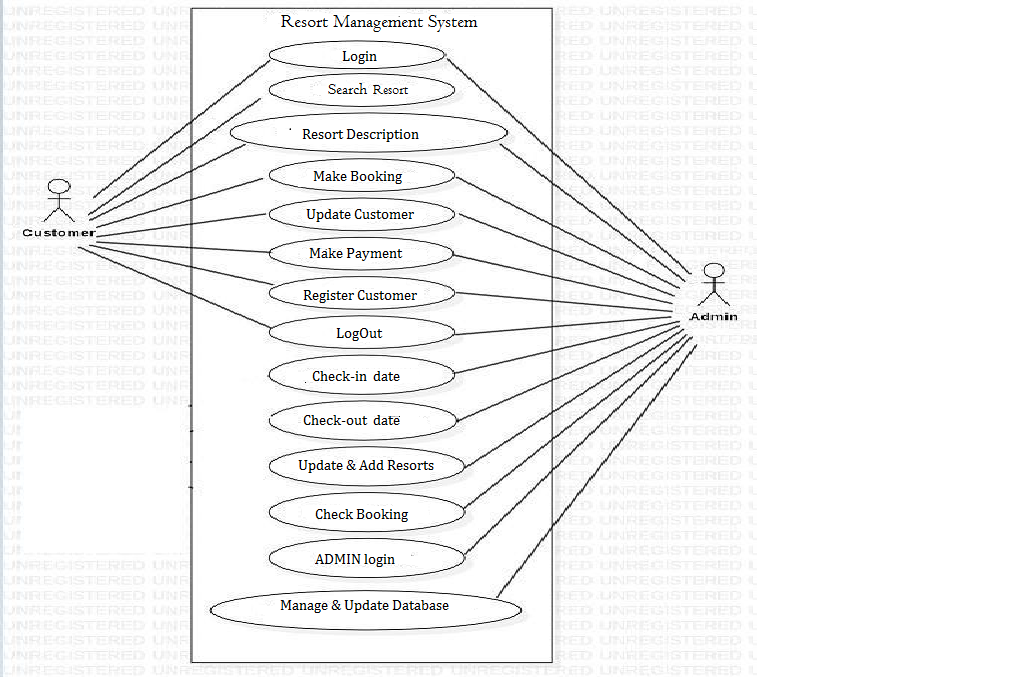 Resort Management System
Login
Search Resort
Resort Description
Make Booking
Update Customer
Make Payment
Register Customer
LogOut
Check-in date
Check-out date
Update & Add Resorts
Check Booking
ADMIN login
Manage & Update Database
Customer
Admin
UNREGISTERED